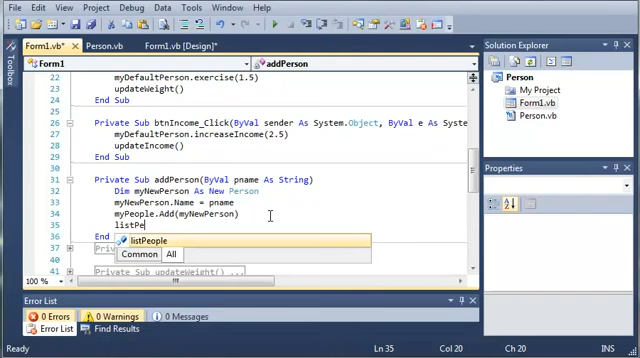 File Edit View Project Debug Data Tools Window Help
Form1.vb* Person.vb Form1.vb [Design]*
Toolbox
Form1 addPerson
22 myDefaultPerson.exercise(1.5)
23 updateWeight()
24 End Sub
25
26 Private Sub btnIncome_Click(ByVal sender As System.Object, ByVal e As Syste
27 myDefaultPerson.increaseIncome(2.5)
28 updateIncome()
29 End Sub
30
31 Private Sub addPerson(ByVal pname As String)
32 Dim myNewPerson As New Person
33 myNewPerson.Name = pname
34 myPeople.Add(myNewPerson)
35 listPe
36 End
listPeople
Common All
37 Priv
41 Private Sub updateWeight() ...
100 %
Error List
0 Errors 0 Warnings 0 Messages
Error List Find Results
Solution Explorer
Person
My Project
Form1.vb
Person.vb
Properties
Ready Ln 35 Col 20 Ch 20 INS